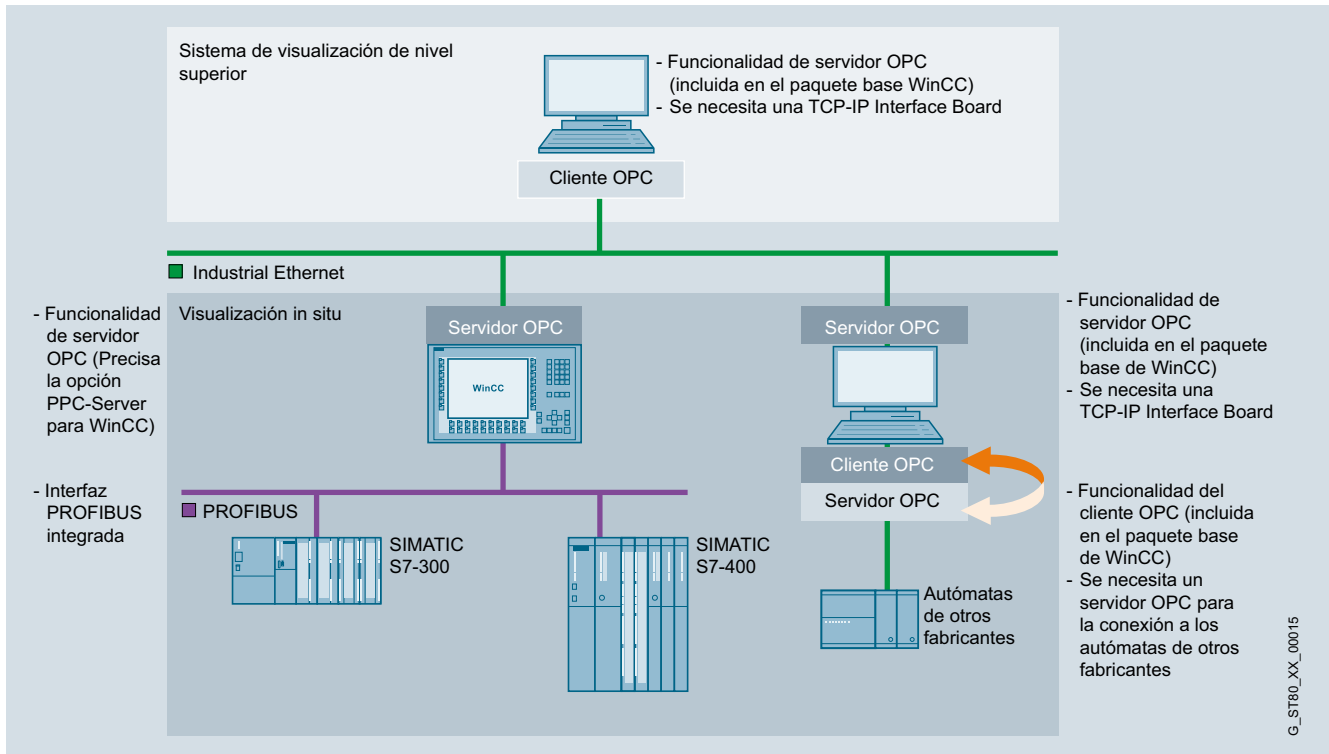 Sistema de visualización de nivel
superior
- Funcionalidad de servidor OPC
(incluida en el paquete base WinCC)
- Se necesita una TCP-IP Interface Board
Cliente OPC
Industrial Ethernet
- Funcionalidad
de servidor
OPC (Precisa
la opción
PPC-Server
para WinCC)
- Interfaz
PROFIBUS
integrada
Visualización in situ
Servidor OPC
WinCC
PROFIBUS
SIMATIC
S7-300
SIMATIC
S7-400
Servidor OPC
Cliente OPC
Servidor OPC
Autómatas
de otros
fabricantes
- Funcionalidad de
servidor OPC
(incluida en el paquete
base de WinCC)
- Se necesita una
TCP-IP Interface Board
- Funcionalidad del
cliente OPC (incluida
en el paquete base
de WinCC)
- Se necesita un
servidor OPC para
la conexión a los
autómatas de otros
fabricantes
G_ST80_XX_00015